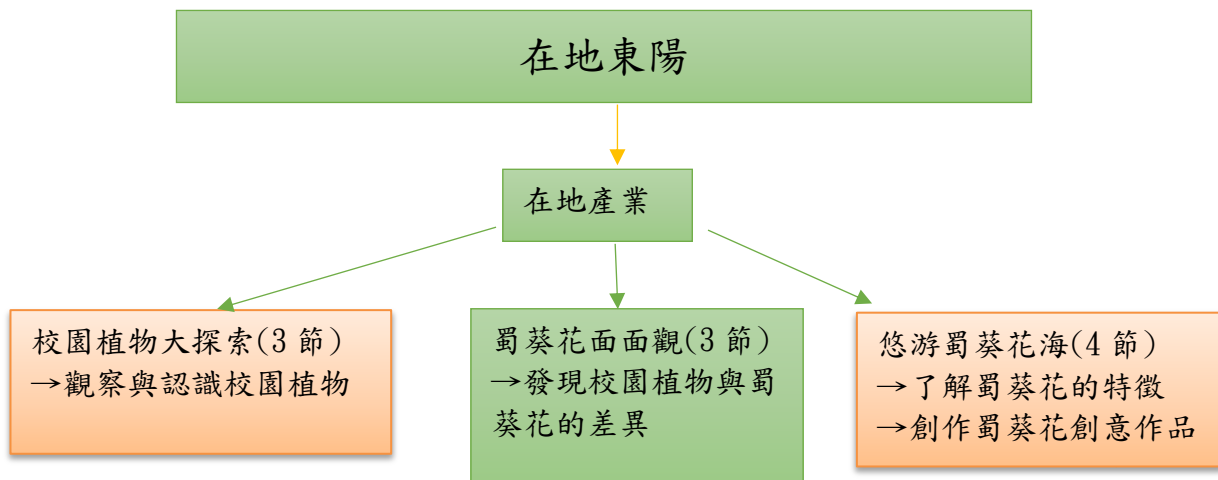 在地東陽
在地產業
校園植物大探索(3 節)
→觀察與認識校園植物
蜀葵花面面觀(3 節)
→發現校園植物與蜀
葵花的差異
悠游蜀葵花海(4 節)
→了解蜀葵花的特徵
→創作蜀葵花創意作品